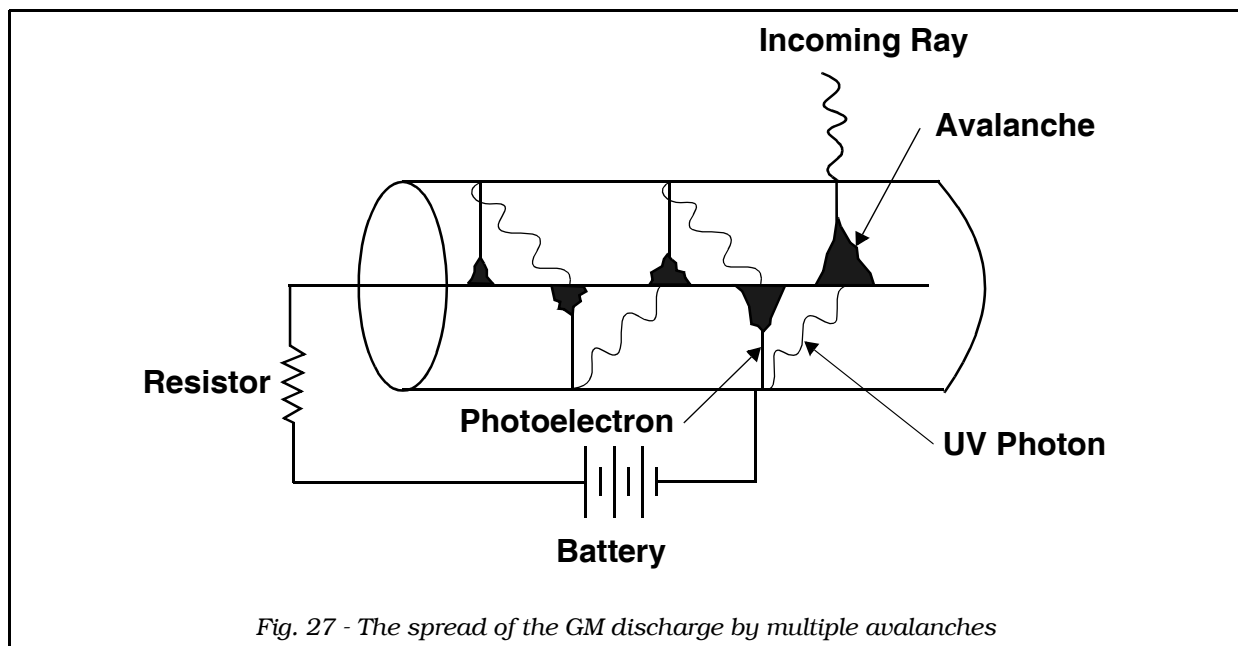 Incoming Ray
Avalanche
Resistor
Photoelectron
UV Photon
Battery
Fig. 27 - The spread of the GM discharge by multiple avalanches